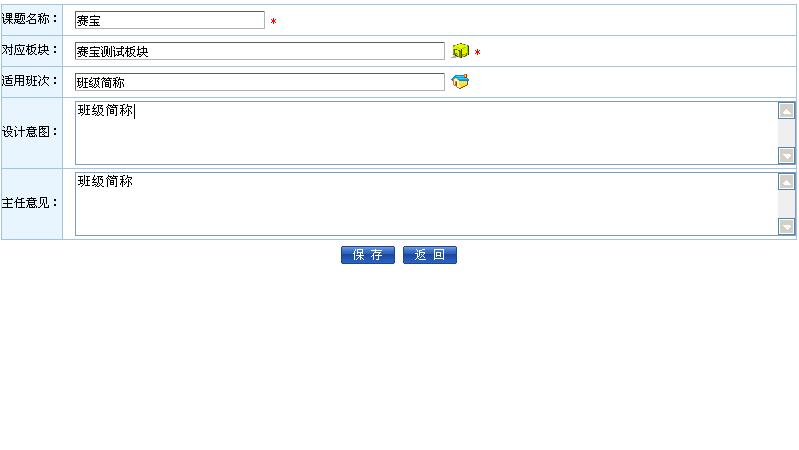 课题名称： 赛宝 *
对应板块： 赛宝测试板块 *
适用班次： 班级简称
设计意图： 班级简称
主任意见： 班级简称
保 存 返 回